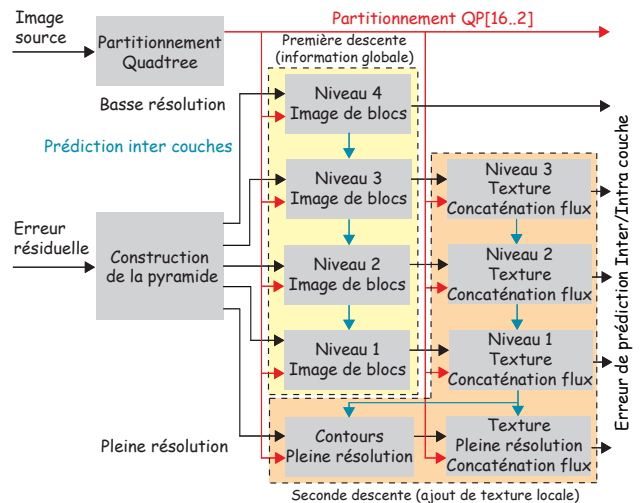 Image
source
Partitionnement QP[16..2]
Partitionnement
Quadtree
Première descente
(information globale)
Basse résolution
Niveau 4
Image de blocs
Prédiction inter couches
Niveau 3
Image de blocs
Niveau 3
Texture
Concaténation flux
Erreur
résiduelle
Construction
de la pyramide
Niveau 2
Image de blocs
Niveau 2
Texture
Concaténation flux
Niveau 1
Image de blocs
Niveau 1
Texture
Concaténation flux
Pleine résolution
Contours
Pleine résolution
Texture
Pleine résolution
Concaténation flux
Seconde descente (ajout de texture locale)
Erreur de prédiction Inter/Intra couche